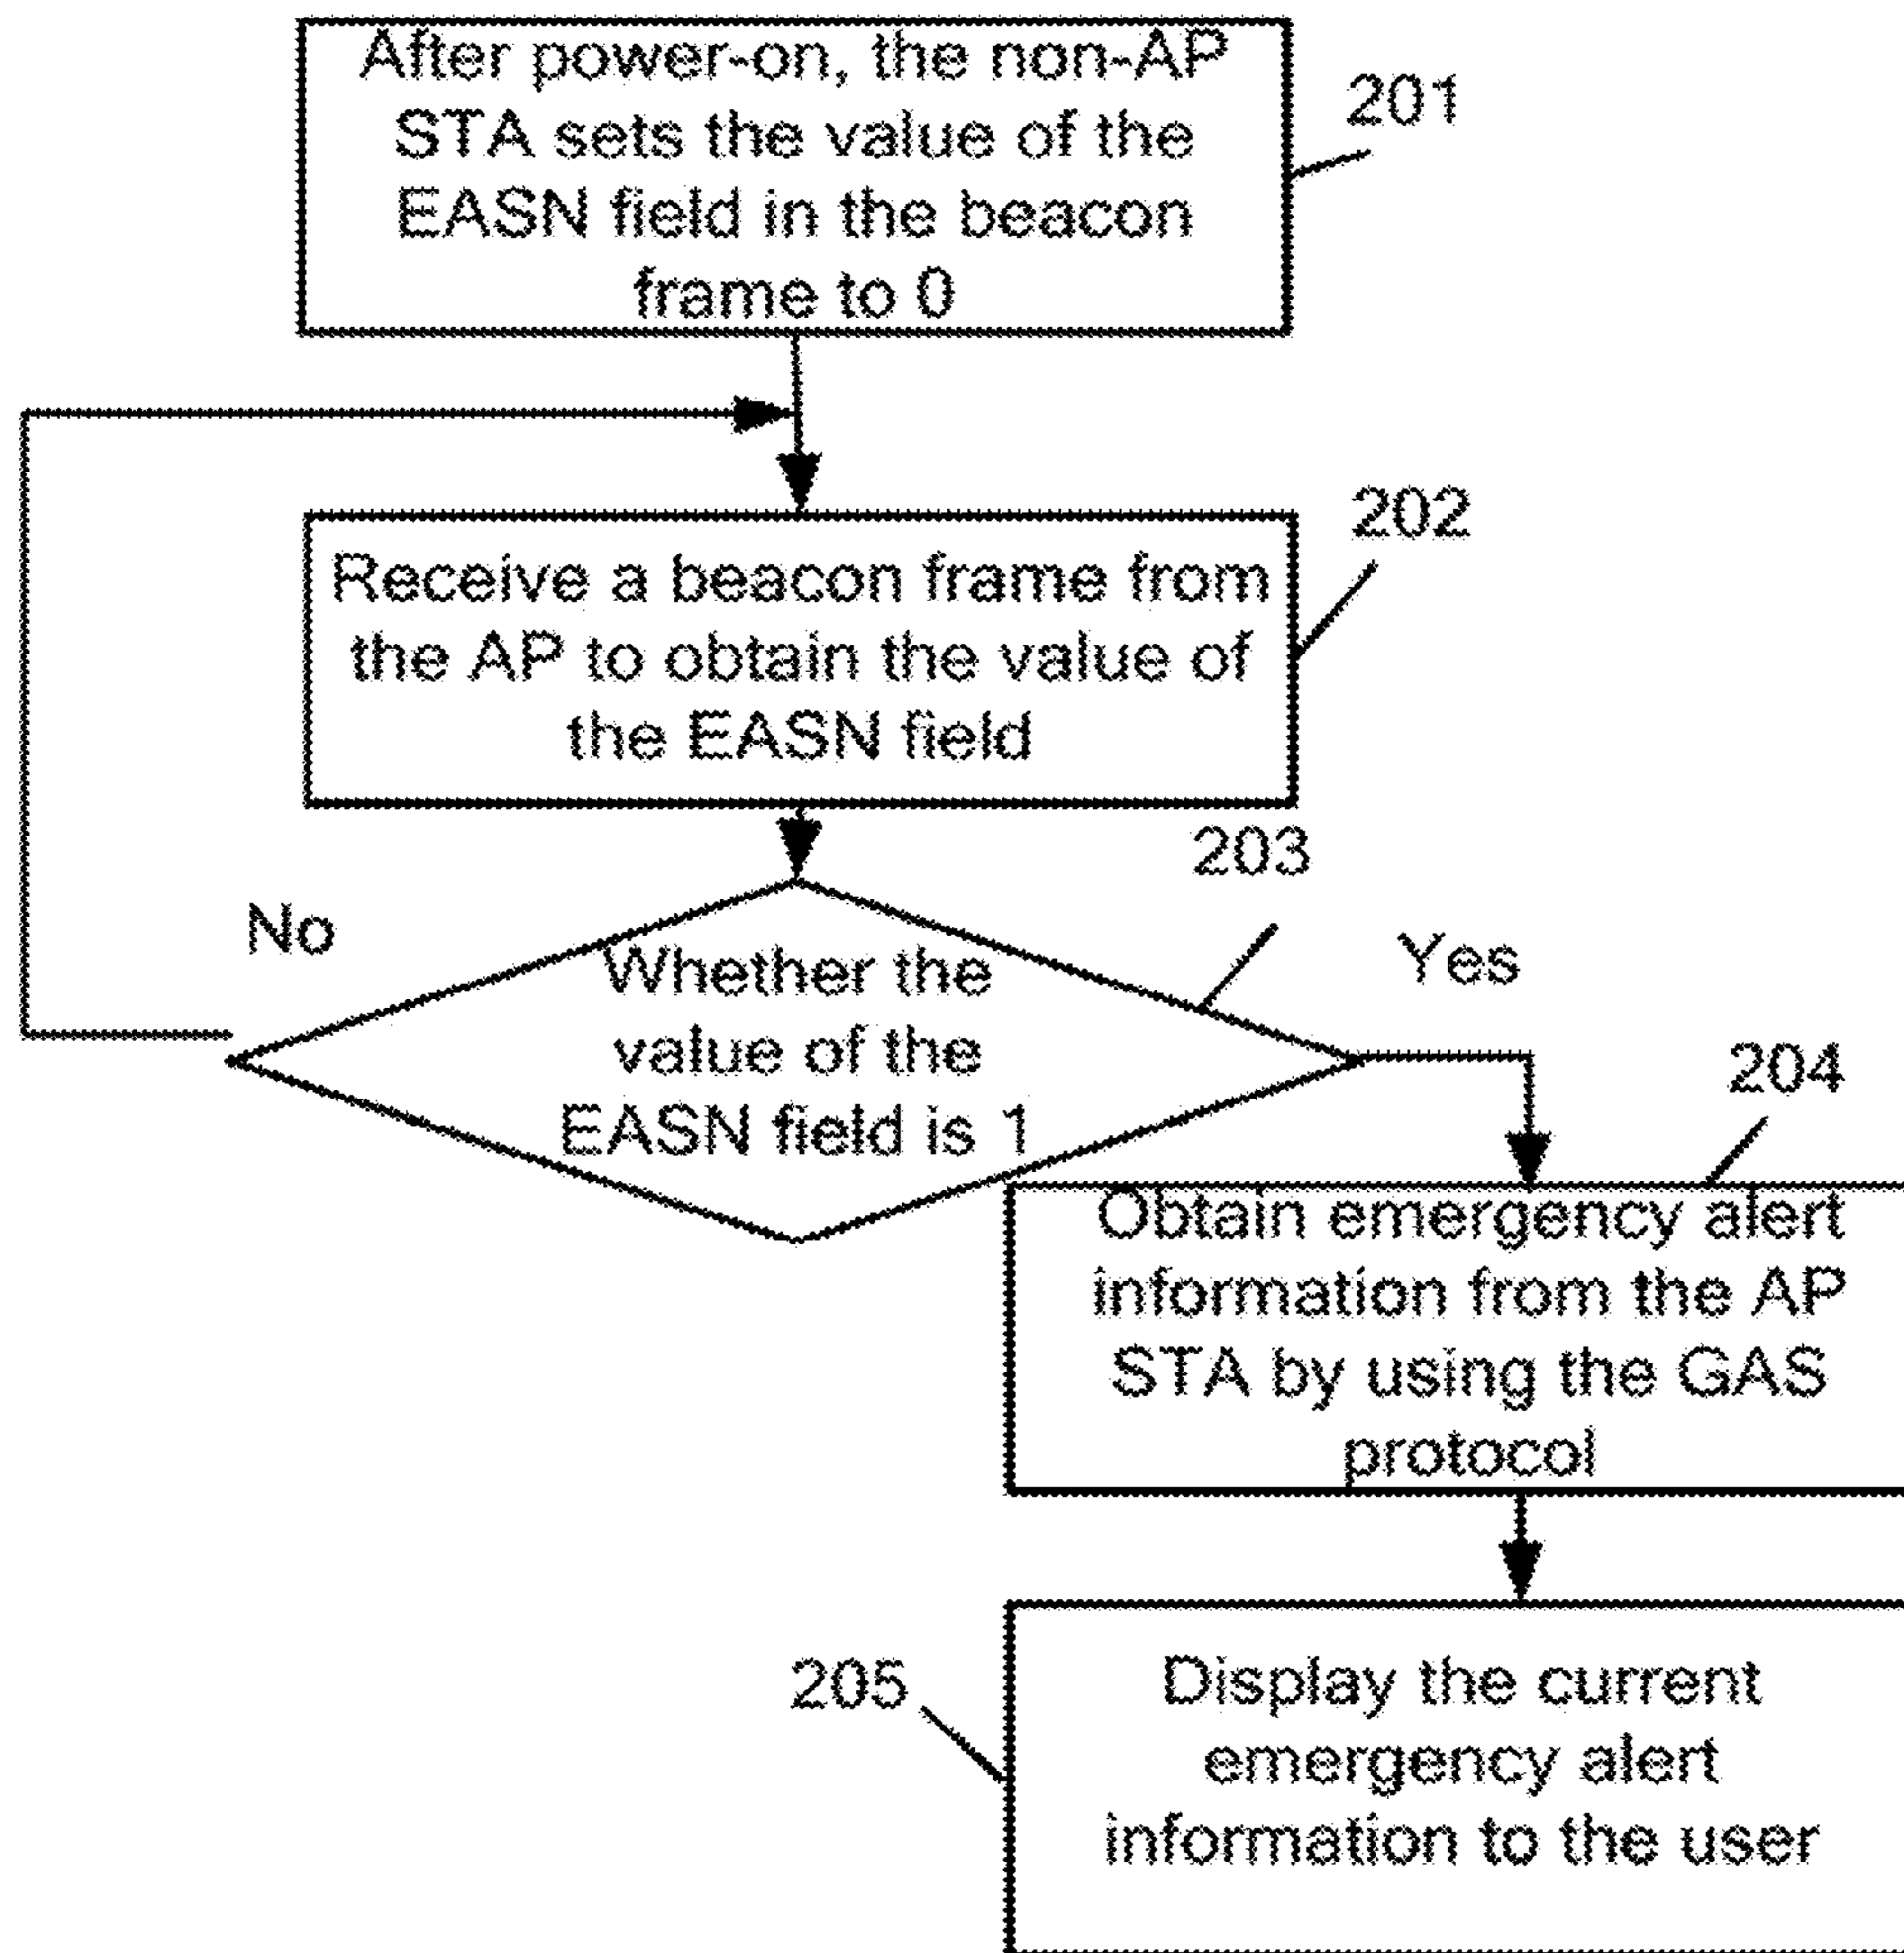 After power-on, the non-AP
STA sets the value of the
EASN field in the beacon
frame to 0
201
202
Receive a beacon frame from
the AP to obtain the value of
the EASN field
203
No
Yes
Whether the
value of the
EASN field is 1
204
Obtain emergency alert
information from the AP
STA by using the GAS
protocol
205
Display the current
emergency alert
information to the user